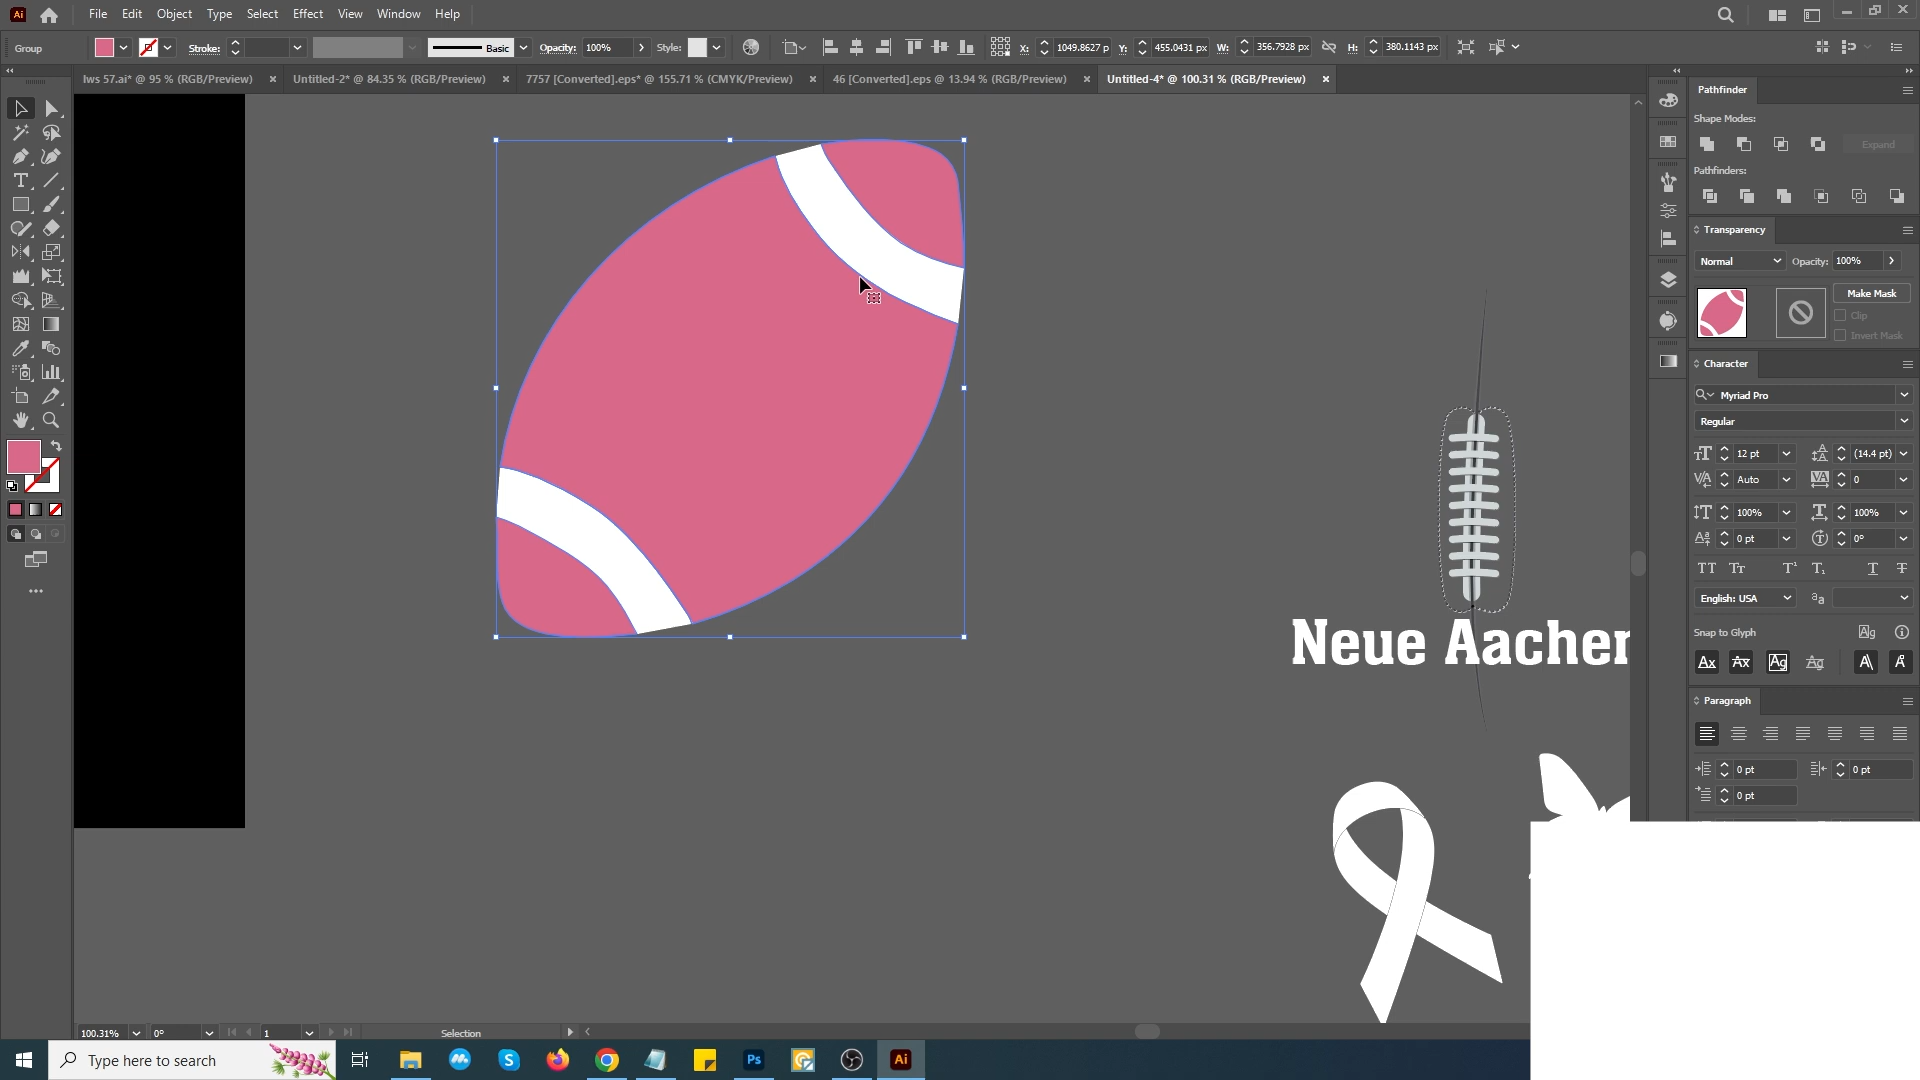 File Edit Object Type Select Effect View Window Help
Group Stroke: Basic Opacity: 100% Style: X: 1049.8627 p Y: 455.0431 px W: 356.7928 px H: 380.1143 px
lws 57.ai* @ 95 % (RGB/Preview) × Untitled-2* @ 84.35 % (RGB/Preview) × 7757 [Converted].eps* @ 155.71 % (CMYK/Preview) × 46 [Converted].eps @ 13.94 % (RGB/Preview) × Untitled-4* @ 100.31 % (RGB/Preview) ×
Pathfinder
Shape Modes:
Expand
Pathfinders:
Transparency
Normal Opacity: 100%
Make Mask
Clip
Invert Mask
Character
Myriad Pro
Regular
12 pt (14.4 pt)
Auto 0
100% 100%
0 pt 0°
English: USA
Snap to Glyph
Paragraph
0 pt 0 pt
0 pt
Neue Aachen
100.31% 0° 1 Selection
Type here to search